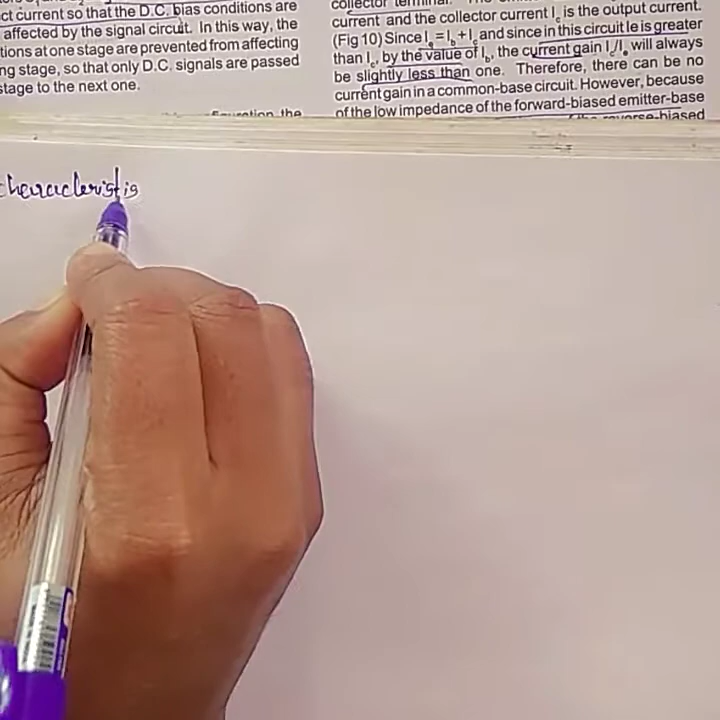 ct current so that the D.C. bias conditions are
affected by the signal circuit. In this way, the
tions at one stage are prevented from affecting
ng stage, so that only D.C. signals are passed
stage to the next one.
collector terminal.
current and the collector current Ic is the output current.
(Fig 10) Since Ie = Ib + Ic and since in this circuit Ie is greater
than Ic, by the value of Ib, the current gain Ic/Ie will always
be slightly less than one. Therefore, there can be no
current gain in a common-base circuit. However, because
of the low impedance of the forward-biased emitter-base
the reverse-biased
characteristis